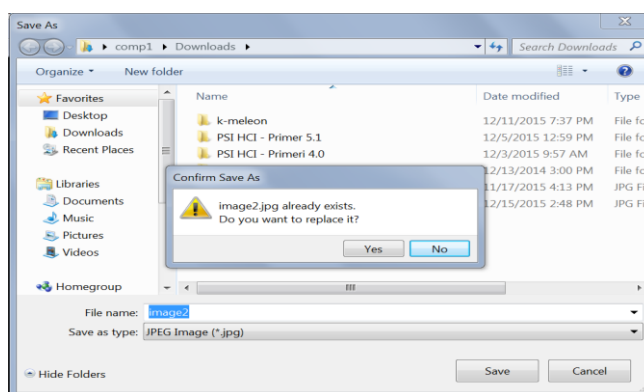 Save As
comp1 Downloads Search Downloads
Organize New folder
Favorites
Desktop
Downloads
Recent Places
Libraries
Documents
Music
Pictures
Videos
Homegroup
Name Date modified Type
k-meleon 12/11/2015 7:37 PM File fo
PSI HCI - Primer 5.1 12/5/2015 12:59 PM File fo
PSI HCI - Primeri 4.0 12/3/2015 9:57 AM File fo
12/13/2014 3:00 PM File fo
11/17/2015 4:13 PM JPG Fi
12/15/2015 2:48 PM JPG Fi
Confirm Save As
image2.jpg already exists.
Do you want to replace it?
Yes No
File name: image2
Save as type: JPEG Image (*.jpg)
Hide Folders Save Cancel